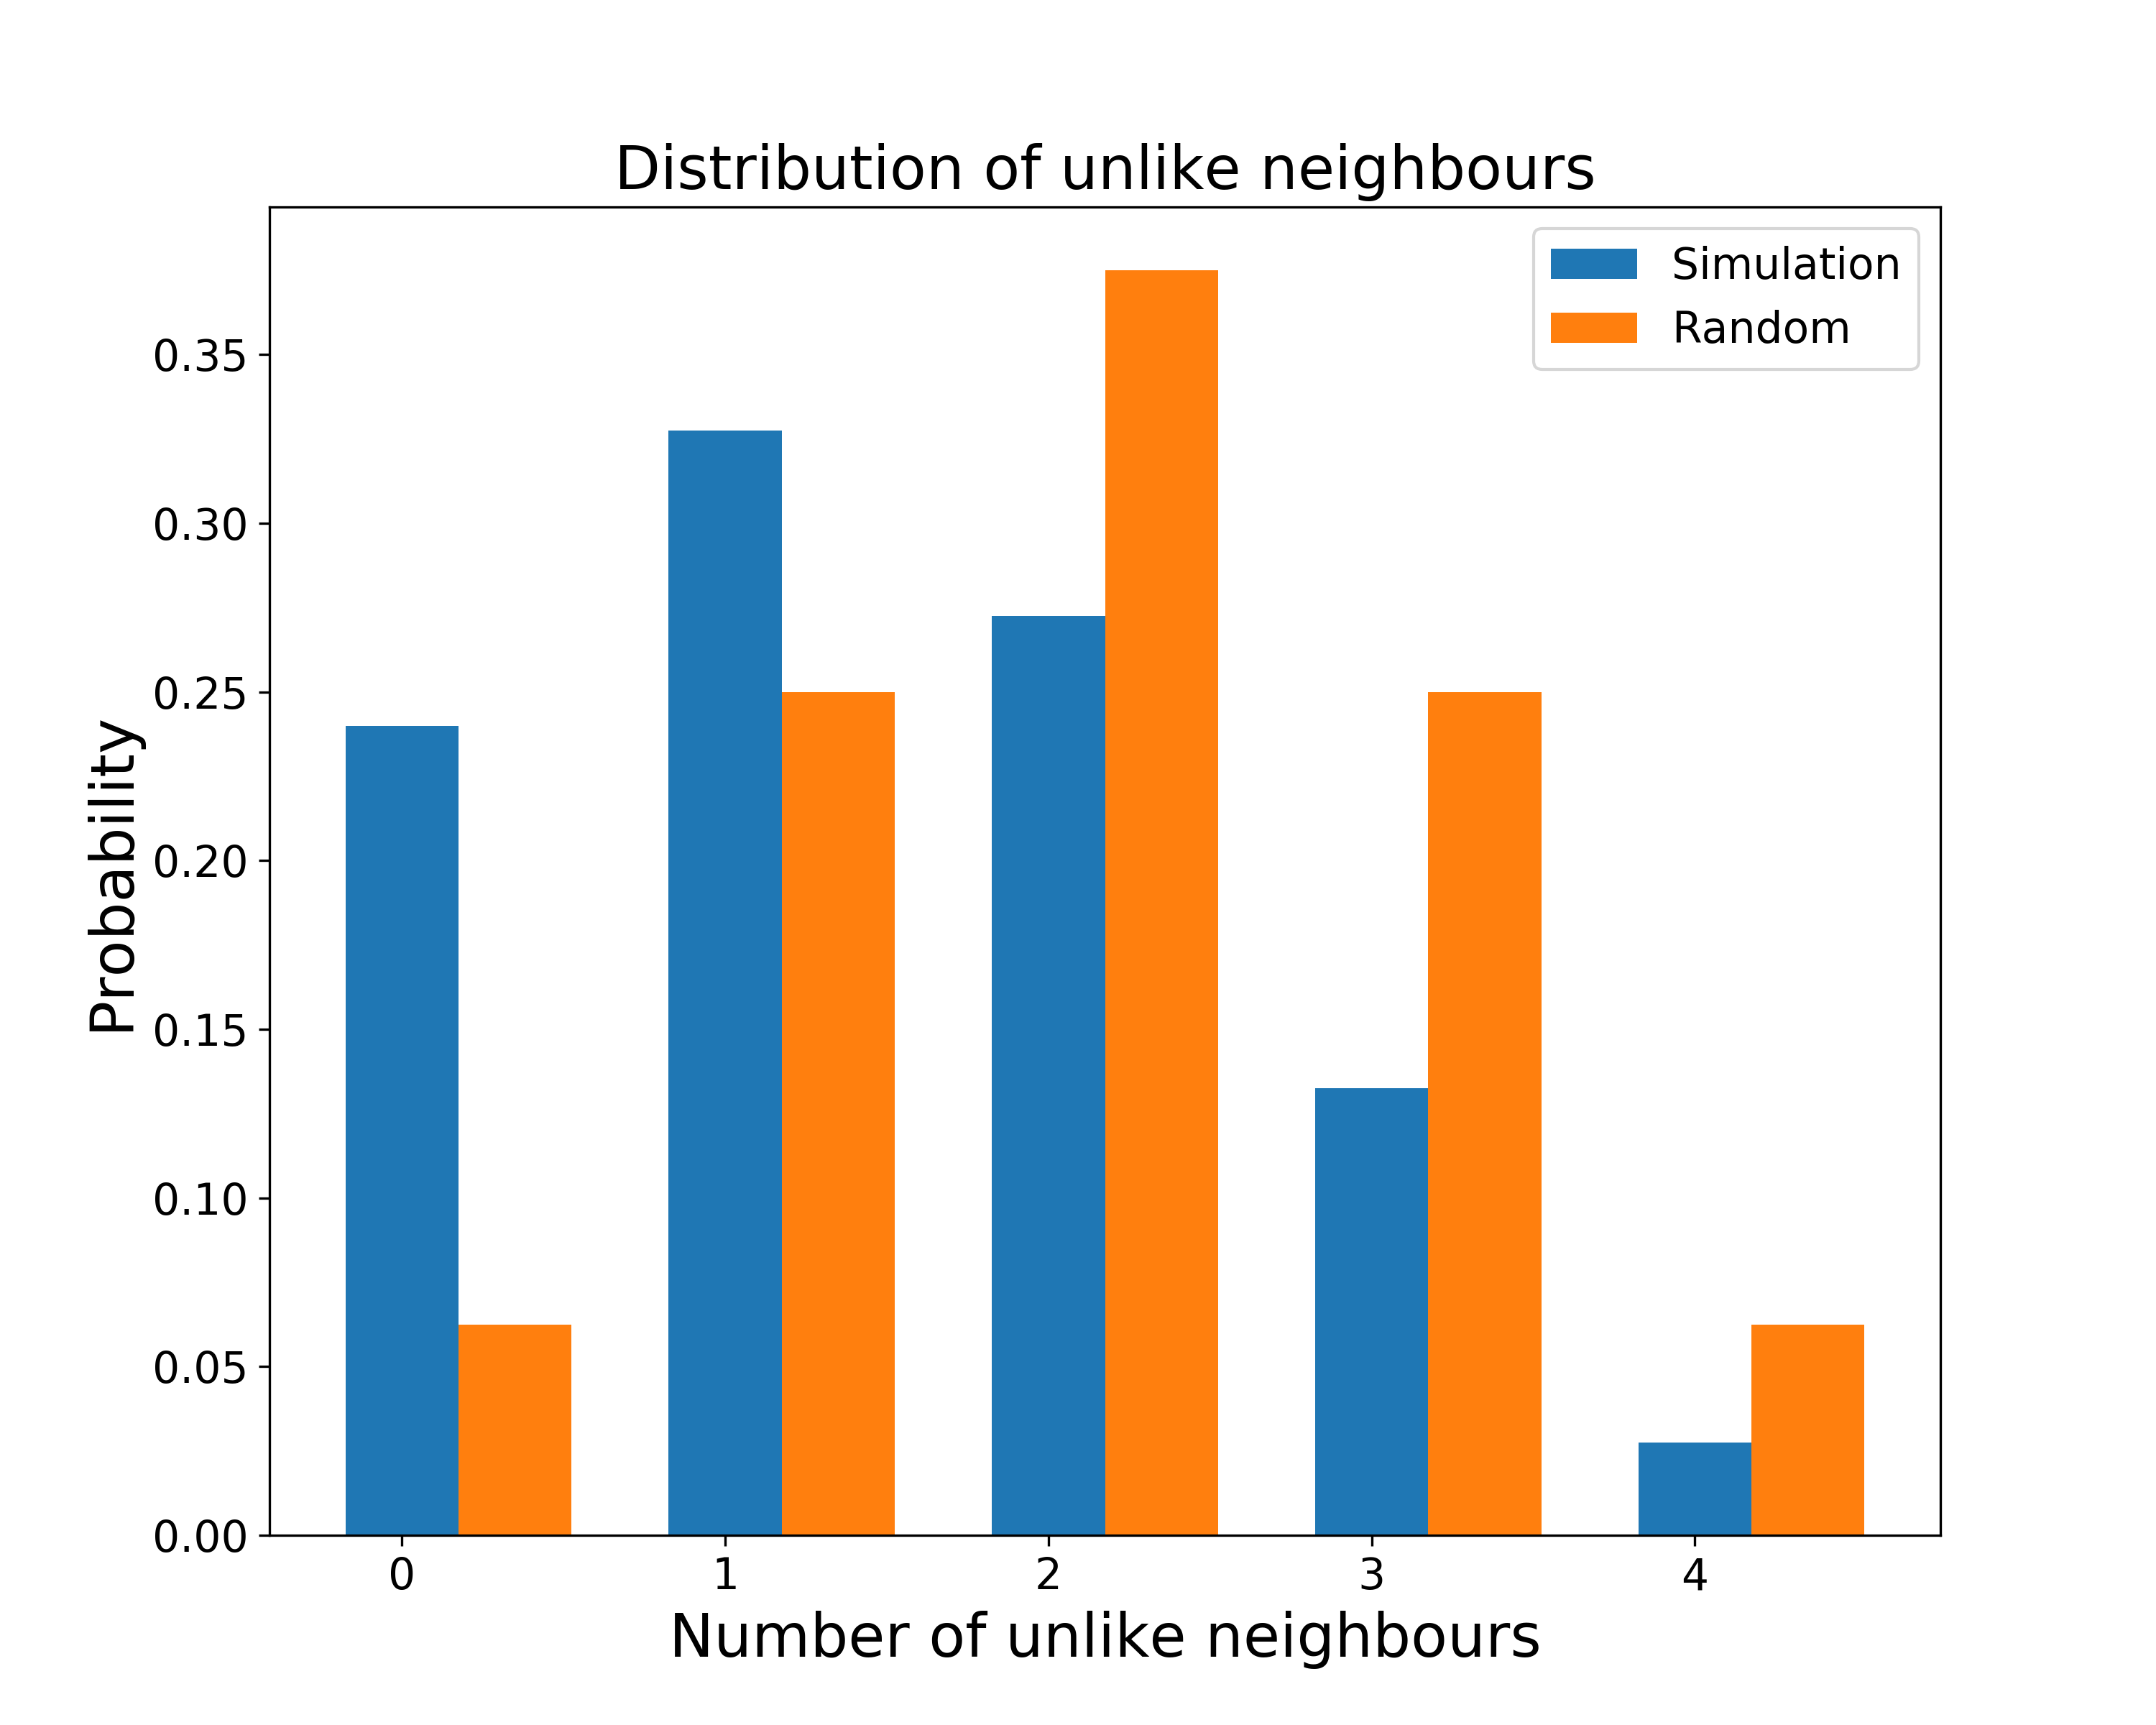 Distribution of unlike neighbours
Simulation
Random
Probability
0.35
0.30
0.25
0.20
0.15
0.10
0.05
0.00
0 1 2 3 4
Number of unlike neighbours